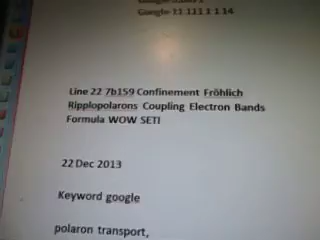 Google
Google 11 111 1 1 14
Line 22 7b159 Confinement Fröhlich
Ripplopolarons Coupling Electron Bands
Formula WOW SETI
22 Dec 2013
Keyword google
polaron transport,